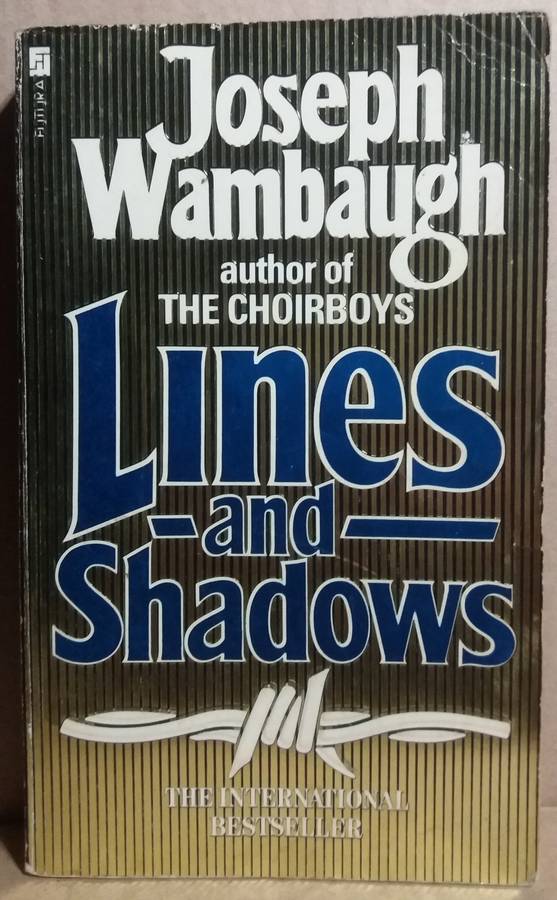 FUTURA
Joseph
Wambaugh
author of
THE CHOIRBOYS
Lines
and
Shadows
THE INTERNATIONAL
BESTSELLER